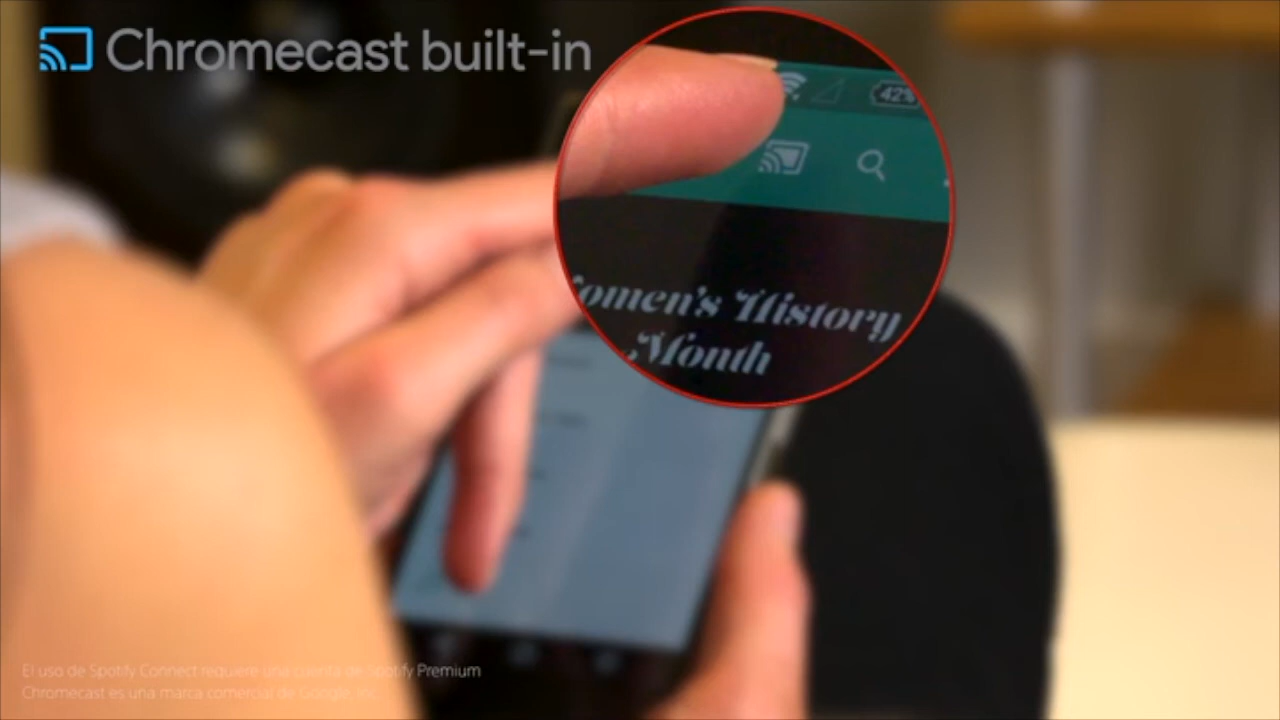 Chromecast built-in
42%
omen's History
Month
El uso de Spotify Connect requiere una cuenta de Spotify Premium
Chromecast es una marca comercial de Google, Inc.